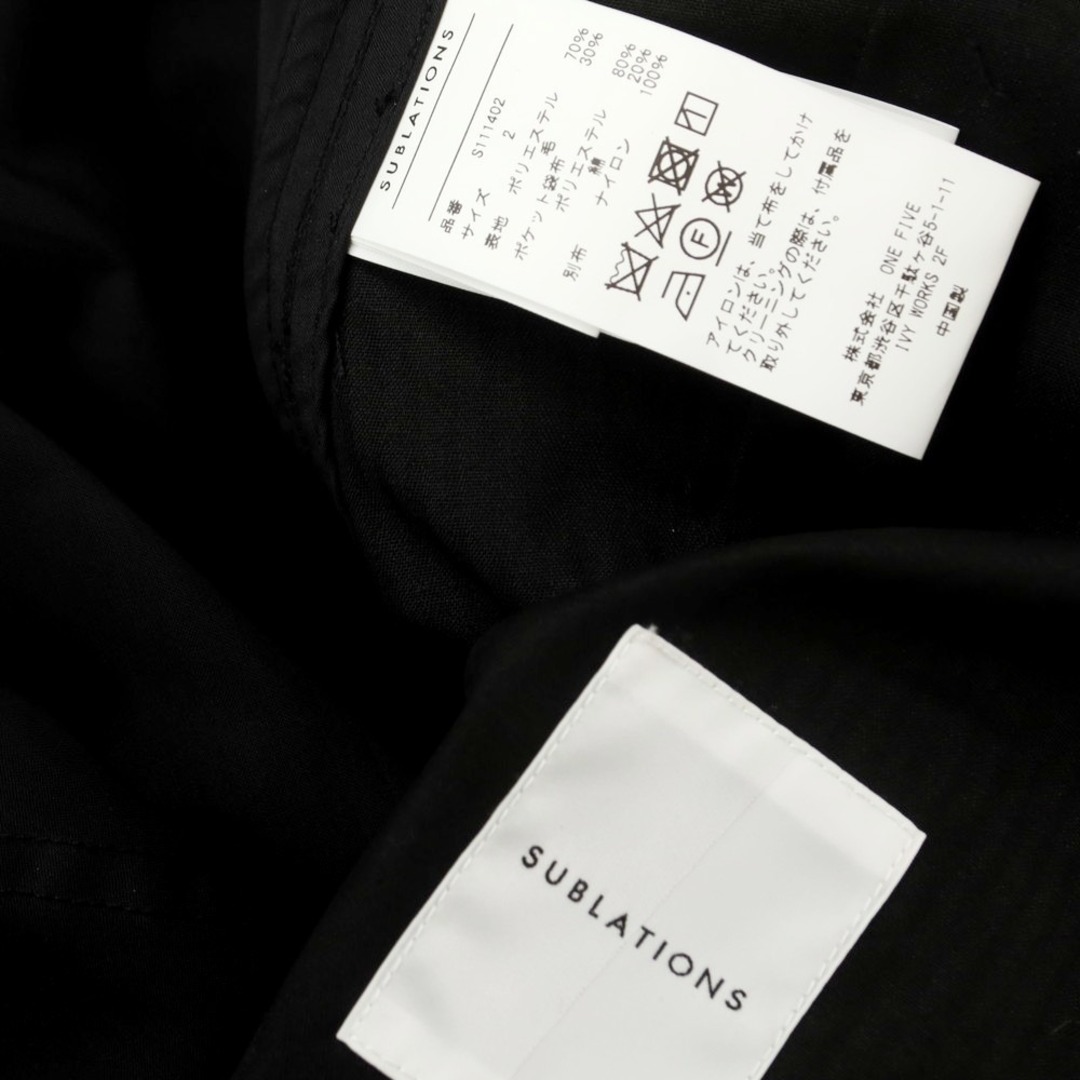 SUBLATIONS
品番 S111402
サイズ 2
表地 ポリエステル 70%
毛 30%
ポケット袋布
ポリエステル 80%
綿 20%
別布 ナイロン 100%
F
W
アイロンは、当て布をしてかけ
てください。
クリーニングの際は、付属品を
取り外してください。
株式会社 ONE FIVE
東京都渋谷区千駄ヶ谷5-1-11
IVY WORKS 2F
中国製
SUBLATIONS